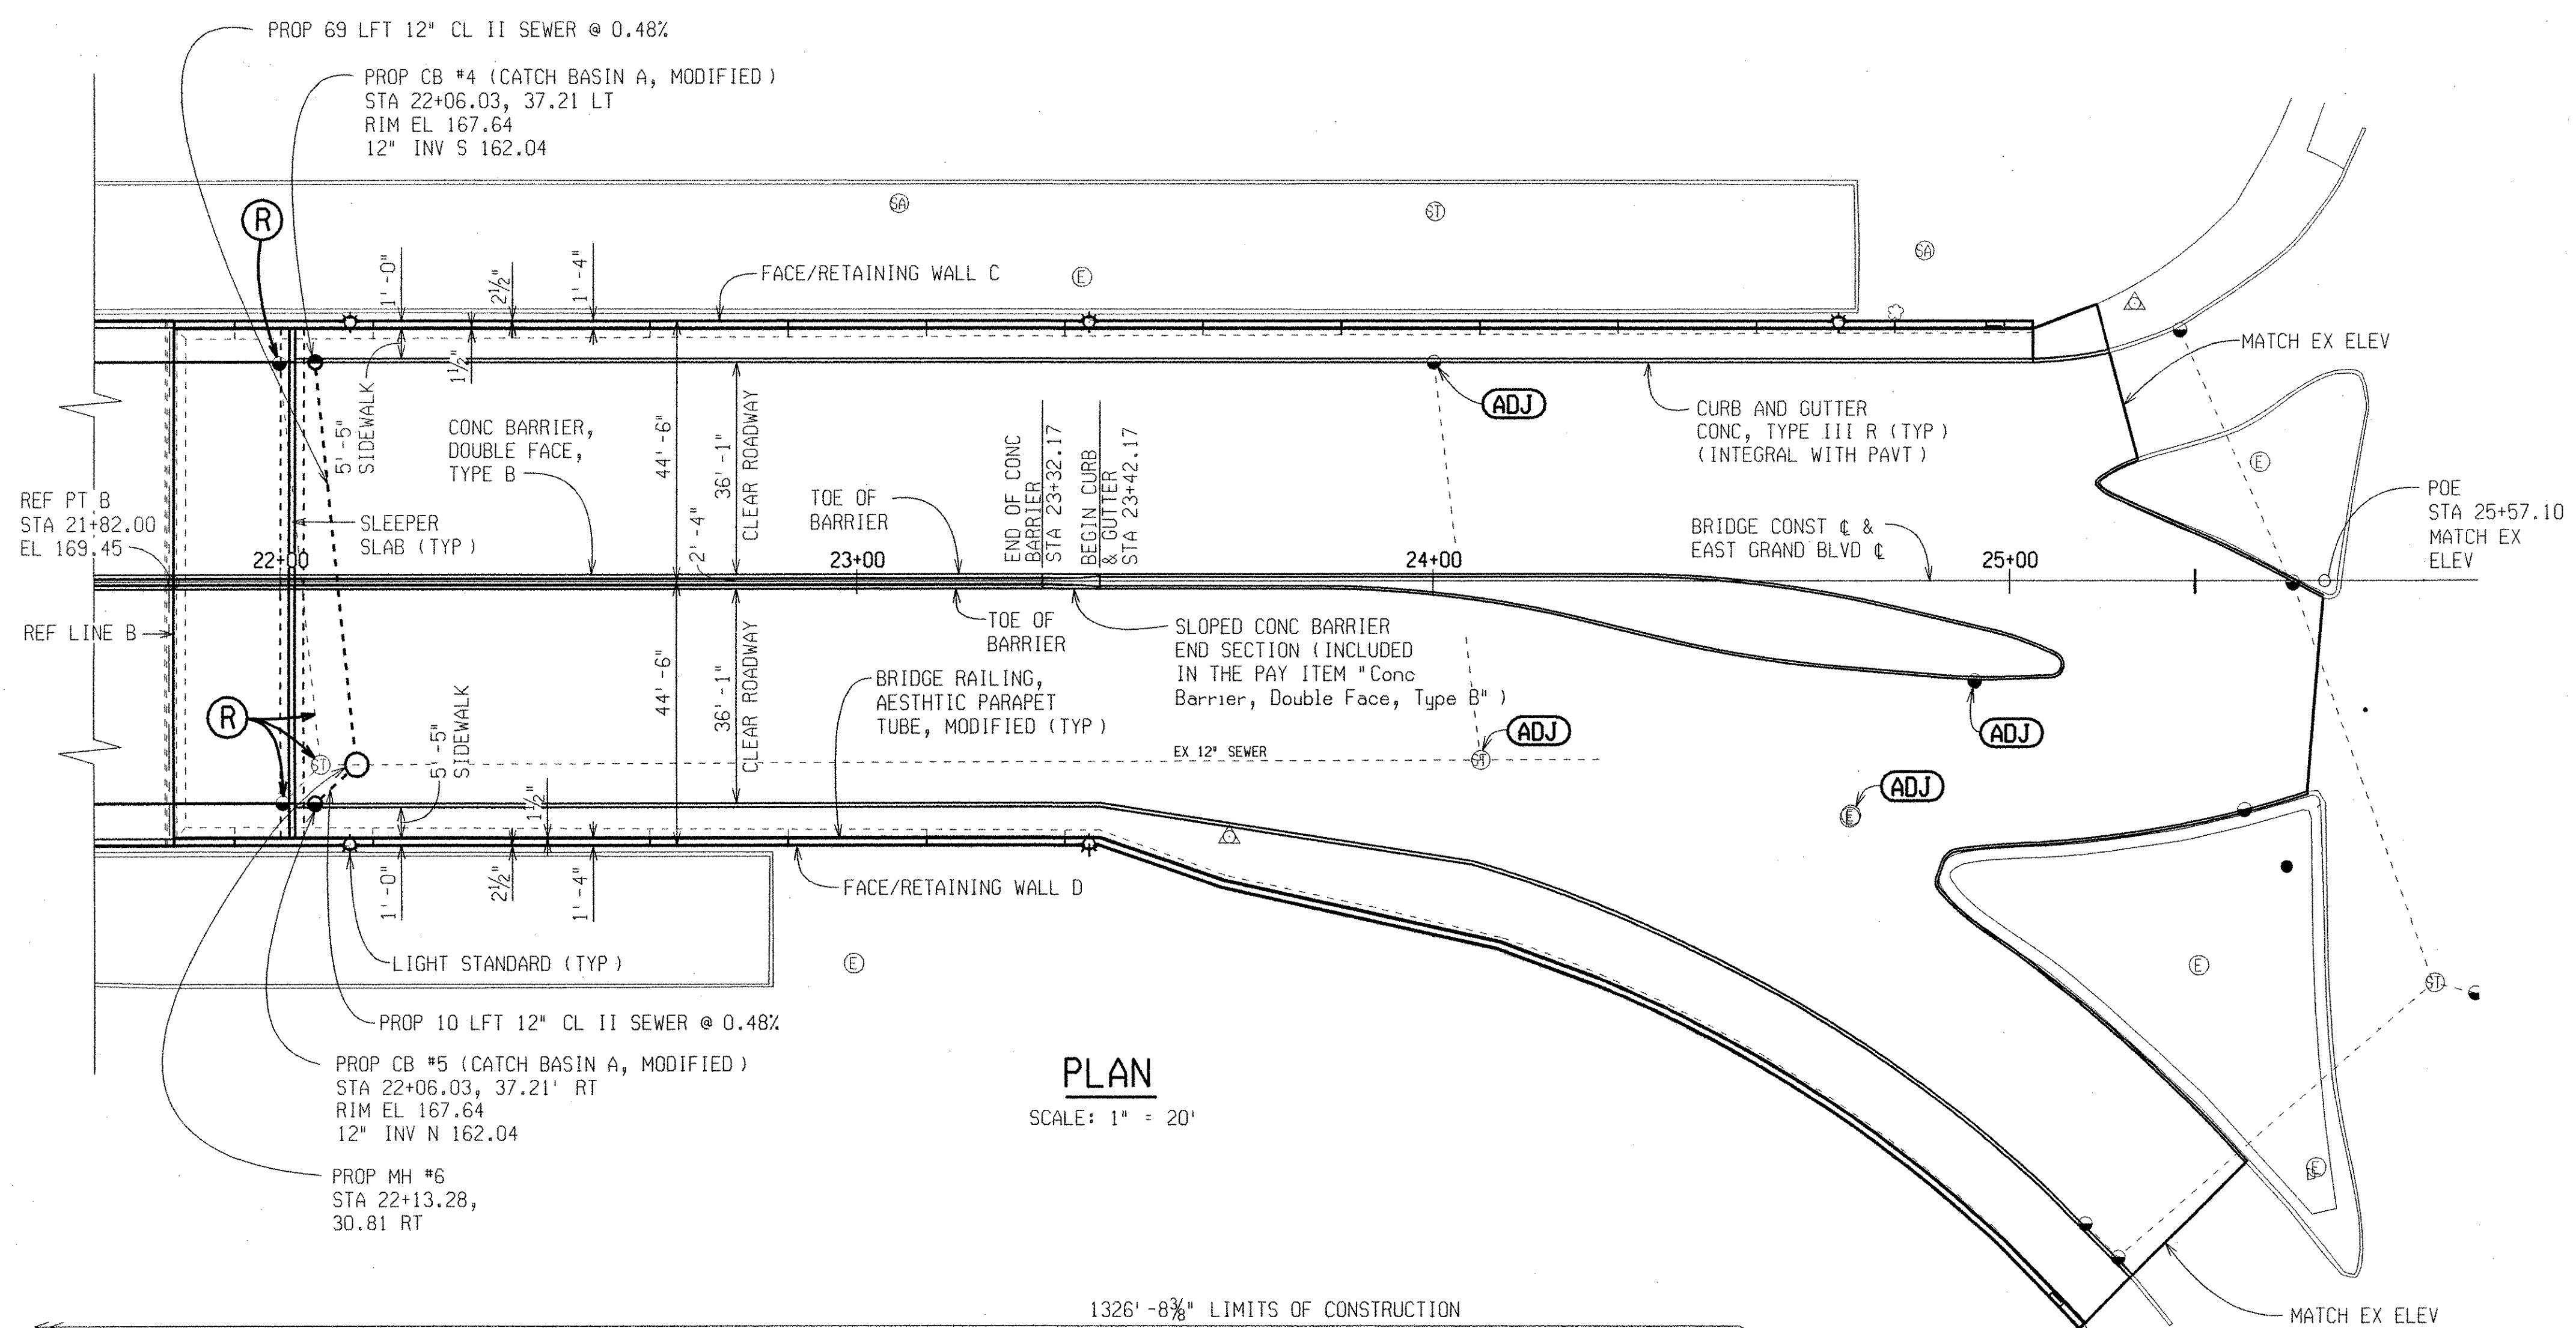 PROP 69 LFT 12" CL II SEWER @ 0.48%
PROP CB #4 (CATCH BASIN A, MODIFIED)
STA 22+06.03, 37.21 LT
RIM EL 167.64
12" INV S 162.04
R
SA
ST
SA
E
1'-0"
2½"
1'-4"
FACE/RETAINING WALL C
1½"
5'-5"
SIDEWALK
MATCH EX ELEV
ADJ
CURB AND GUTTER
CONC, TYPE III R (TYP)
(INTEGRAL WITH PAVT)
CONC BARRIER,
DOUBLE FACE,
TYPE B
44'-6"
36'-1"
CLEAR ROADWAY
END OF CONC
BARRIER
STA 23+32.17
BEGIN CURB
& GUTTER
STA 23+42.17
E
REF PT B
STA 21+82.00
EL 169.45
SLEEPER
SLAB (TYP)
2'-4"
TOE OF
BARRIER
BRIDGE CONST ℄ &
EAST GRAND BLVD ℄
POE
STA 25+57.10
MATCH EX
ELEV
22+00
23+00
24+00
25+00
REF LINE B
TOE OF
BARRIER
SLOPED CONC BARRIER
END SECTION (INCLUDED
IN THE PAY ITEM "Conc
Barrier, Double Face, Type B")
BRIDGE RAILING,
AESTHTIC PARAPET
TUBE, MODIFIED (TYP)
R
ST
44'-6"
36'-1"
CLEAR ROADWAY
5'-5"
SIDEWALK
1½"
EX 12" SEWER
ADJ
ST
ADJ
ADJ
E
1'-0"
2½"
1'-4"
FACE/RETAINING WALL D
LIGHT STANDARD (TYP)
E
E
ST
PROP 10 LFT 12" CL II SEWER @ 0.48%
PROP CB #5 (CATCH BASIN A, MODIFIED)
STA 22+06.03, 37.21' RT
RIM EL 167.64
12" INV N 162.04
PLAN
SCALE: 1" = 20'
PROP MH #6
STA 22+13.28,
30.81 RT
E
1326'-8⅜" LIMITS OF CONSTRUCTION
MATCH EX ELEV